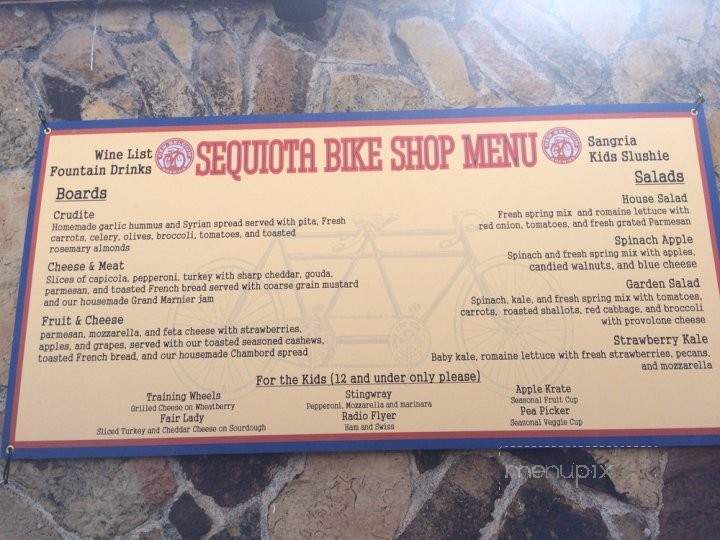 Wine List
Fountain Drinks
SEQUIOTA BIKE SHOP MENU
Sangria
Kids Slushie
Boards
Crudite
Homemade garlic hummus and Syrian spread served with pita, Fresh
carrots, celery, olives, broccoli, tomatoes, and toasted
rosemary almonds
Cheese & Meat
Slices of capicola, pepperoni, turkey with sharp cheddar, gouda,
parmesan, and toasted French bread served with coarse grain mustard
and our housemade Grand Marnier jam
Fruit & Cheese
parmesan, mozzarella, and feta cheese with strawberries,
apples, and grapes, served with our toasted seasoned cashews,
toasted French bread, and our housemade Chambord spread
Salads
House Salad
Fresh spring mix and romaine lettuce with
red onion, tomatoes, and fresh grated Parmesan
Spinach Apple
Spinach and fresh spring mix with apples,
candied walnuts, and blue cheese
Garden Salad
Spinach, kale, and fresh spring mix with tomatoes,
carrots, roasted shallots, red cabbage, and broccoli
with provolone cheese
Strawberry Kale
Baby kale, romaine lettuce with fresh strawberries, pecans,
and mozzarella
For the Kids (12 and under only please)
Training Wheels
Grilled Cheese on Wheatberry
Fair Lady
Sliced Turkey and Cheddar Cheese on Sourdough
Stingway
Pepperoni, Mozzarella and marinara
Radio Flyer
Ham and Swiss
Apple Krate
Seasonal Fruit Cup
Pea Picker
Seasonal Veggie Cup
menupix